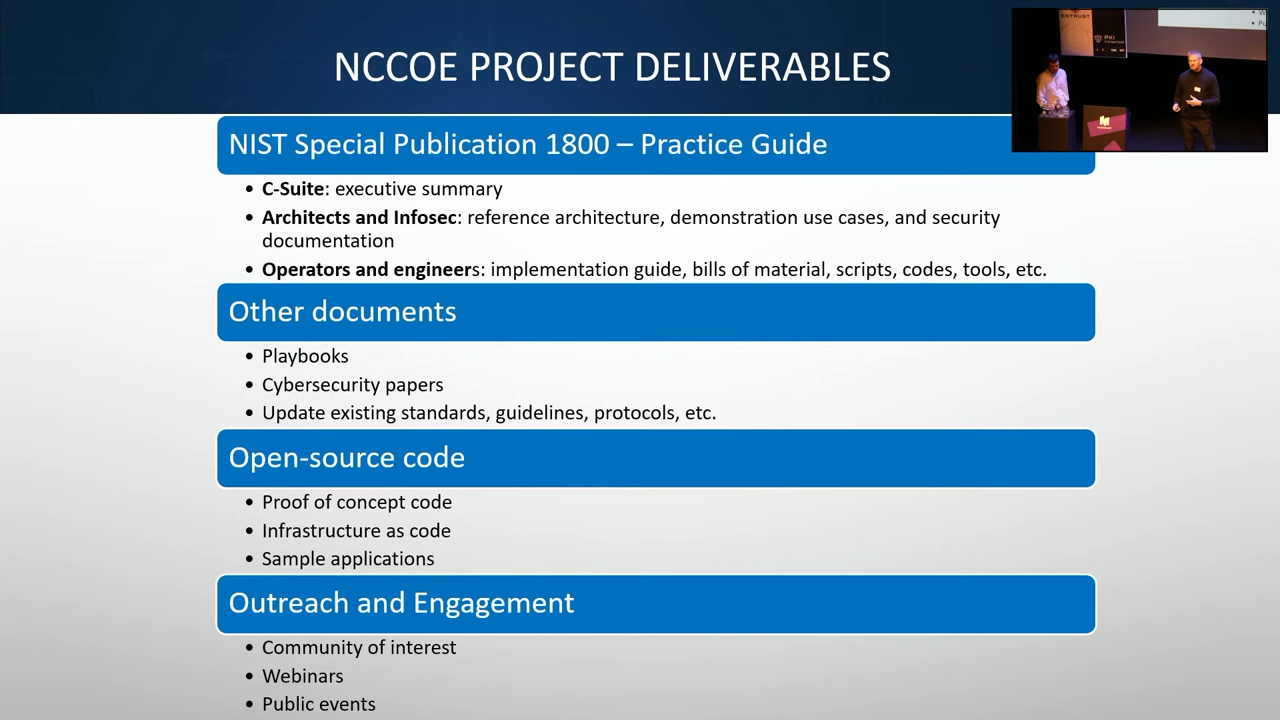 NCCOE PROJECT DELIVERABLES
ENTRUST
PKI
NIST Special Publication 1800 – Practice Guide
• C-Suite: executive summary
• Architects and Infosec: reference architecture, demonstration use cases, and security
documentation
• Operators and engineers: implementation guide, bills of material, scripts, codes, tools, etc.
Other documents
• Playbooks
• Cybersecurity papers
• Update existing standards, guidelines, protocols, etc.
Open-source code
• Proof of concept code
• Infrastructure as code
• Sample applications
Outreach and Engagement
• Community of interest
• Webinars
• Public events